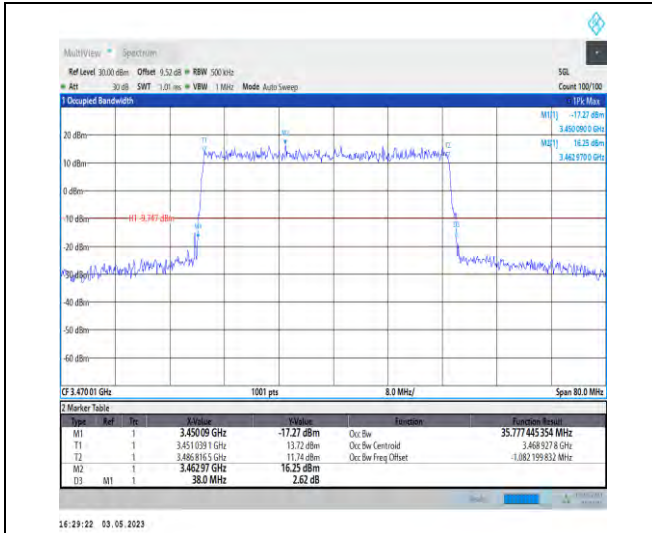 MultiView Spectrum
Ref Level 30.00 dBm Offset 9.52 dB RBW 500 kHz SGL
Att 30 dB SWT 1.01 ms VBW 1 MHz Mode Auto Sweep Count 100/100
1 Occupied Bandwidth 1Pk Max
M1[1] -17.27 dBm
3.450090 0 GHz
M2[1] 16.25 dBm
3.462970 0 GHz
20 dBm
T1
M2
T2
10 dBm
0 dBm
-10 dBm H1 -9.747 dBm
M1
D3
-20 dBm
-30 dBm
-40 dBm
-50 dBm
-60 dBm
CF 3.470 01 GHz 1001 pts 8.0 MHz/ Span 80.0 MHz
2 Marker Table
Type Ref Trc X-Value Y-Value Function Function Result
M1 1 3.45009 GHz -17.27 dBm Occ Bw 35.777 445 354 MHz
T1 1 3.451 039 1 GHz 13.72 dBm Occ Bw Centroid 3.468 927 8 GHz
T2 1 3.486 816 5 GHz 11.74 dBm Occ Bw Freq Offset -1.082 199 832 MHz
M2 1 3.46297 GHz 16.25 dBm
D3 M1 1 38.0 MHz 2.62 dB
16:29:22 03.05.2023